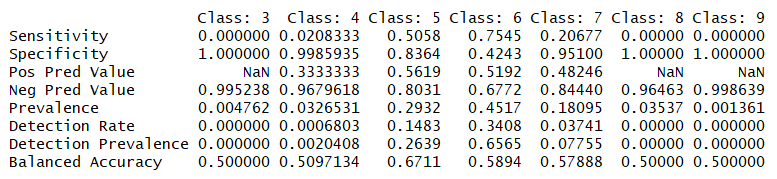 Class: 3  Class: 4 Class: 5 Class: 6 Class: 7 Class: 8 Class: 9
Sensitivity          0.000000 0.0208333   0.5058   0.7545  0.20677  0.00000 0.000000
Specificity          1.000000 0.9985935   0.8364   0.4243  0.95100  1.00000 1.000000
Pos Pred Value            NaN 0.3333333   0.5619   0.5192  0.48246      NaN      NaN
Neg Pred Value       0.995238 0.9679618   0.8031   0.6772  0.84440  0.96463 0.998639
Prevalence           0.004762 0.0326531   0.2932   0.4517  0.18095  0.03537 0.001361
Detection Rate       0.000000 0.0006803   0.1483   0.3408  0.03741  0.00000 0.000000
Detection Prevalence 0.000000 0.0020408   0.2639   0.6565  0.07755  0.00000 0.000000
Balanced Accuracy    0.500000 0.5097134   0.6711   0.5894  0.57888  0.50000 0.500000